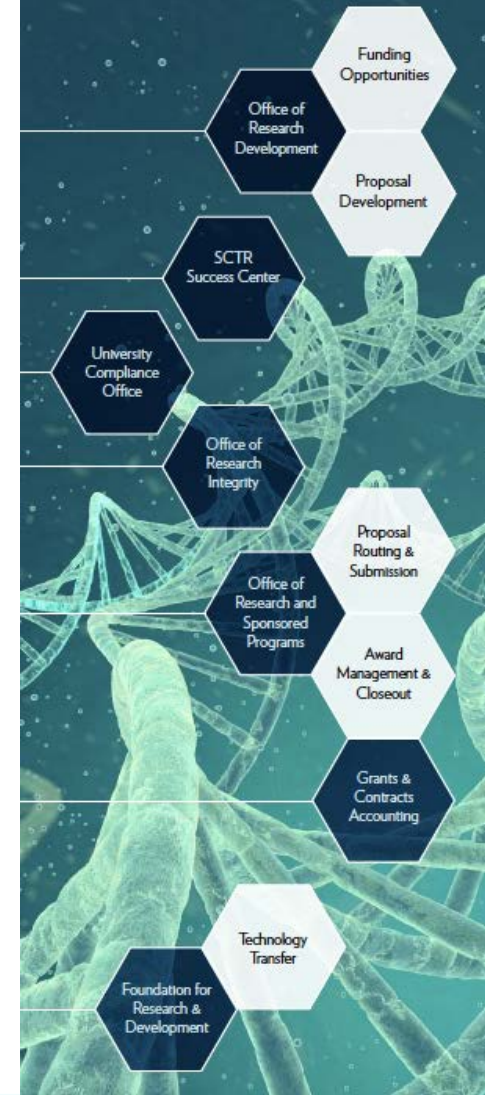 Funding
Opportunities
Office of
Research
Development
Proposal
Development
SCTR
Success Center
University
Compliance
Office
Office of
Research
Integrity
Proposal
Routing &
Submission
Office of
Research and
Sponsored
Programs
Award
Management &
Closeout
Grants &
Contracts
Accounting
Technology
Transfer
Foundation for
Research &
Development